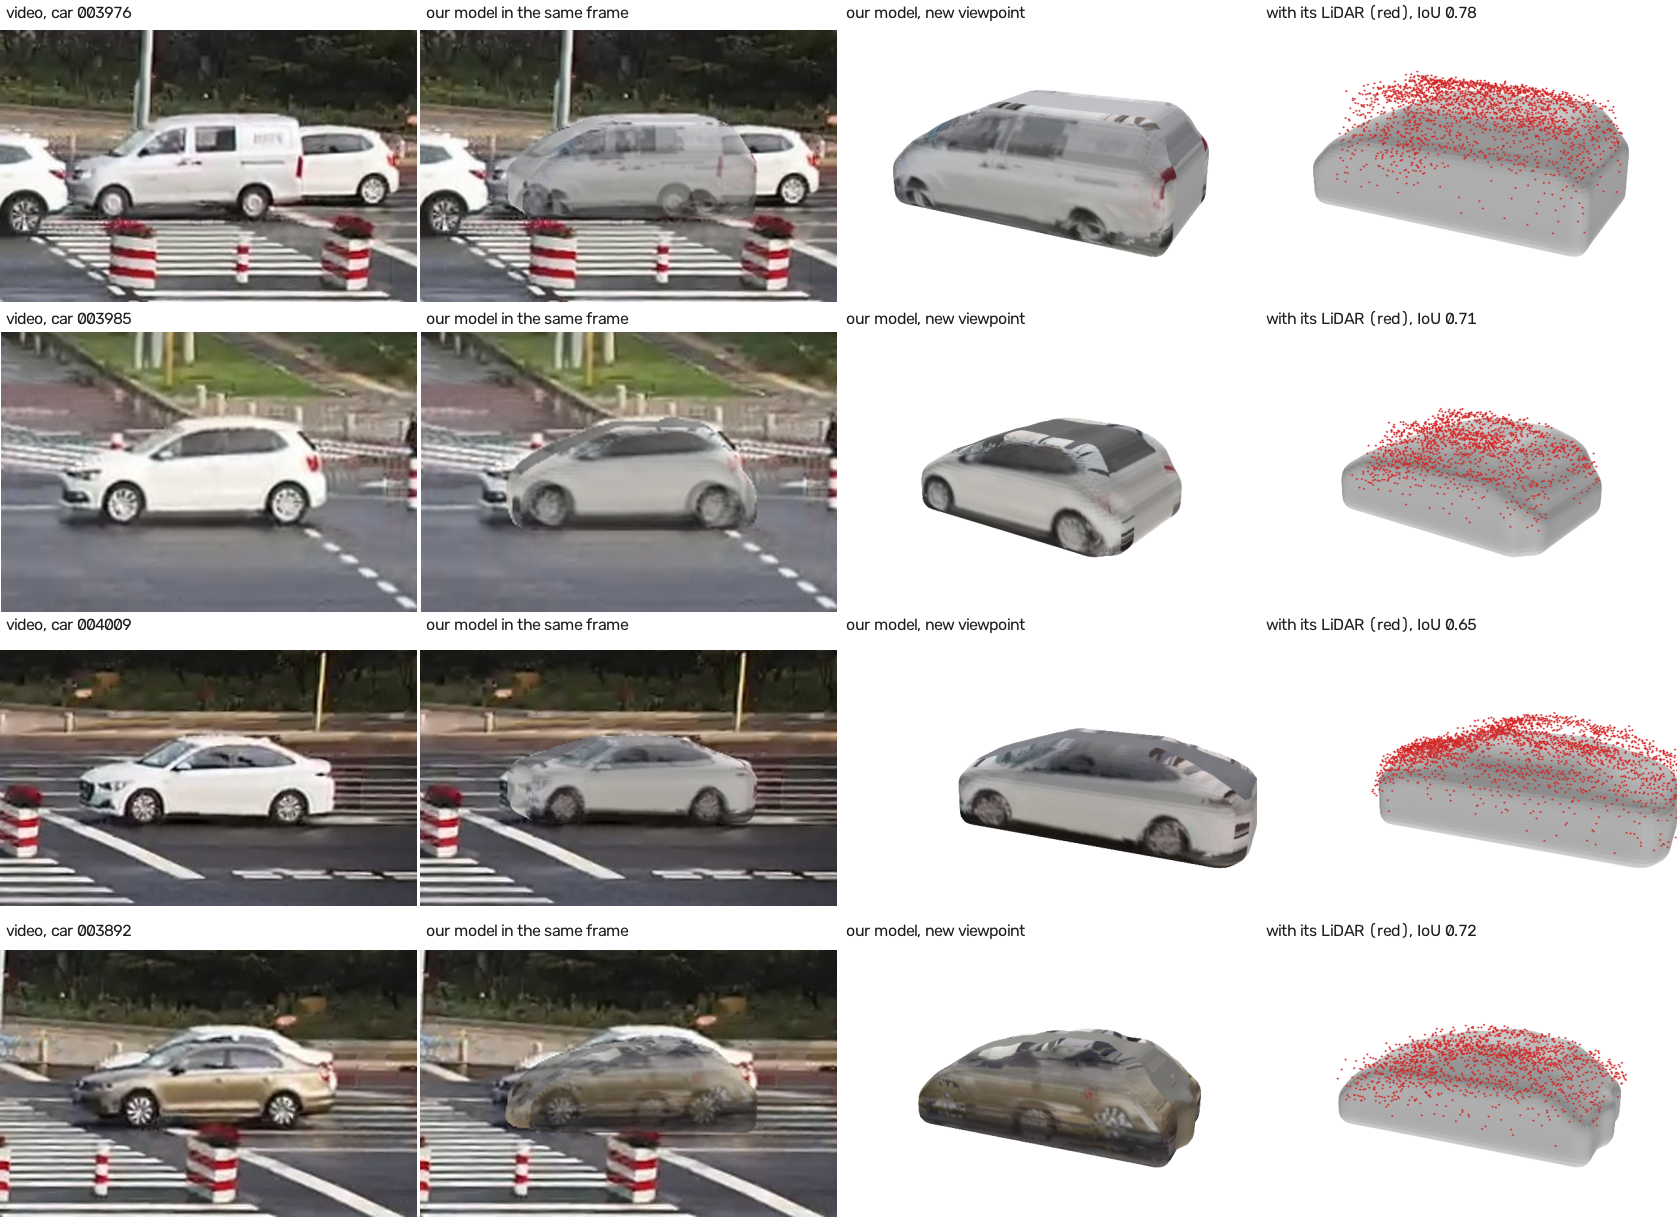 video, car 003976
our model in the same frame
our model, new viewpoint
with its LiDAR (red), IoU 0.78
video, car 003985
our model in the same frame
our model, new viewpoint
with its LiDAR (red), IoU 0.71
video, car 004009
our model in the same frame
our model, new viewpoint
with its LiDAR (red), IoU 0.65
video, car 003892
our model in the same frame
our model, new viewpoint
with its LiDAR (red), IoU 0.72